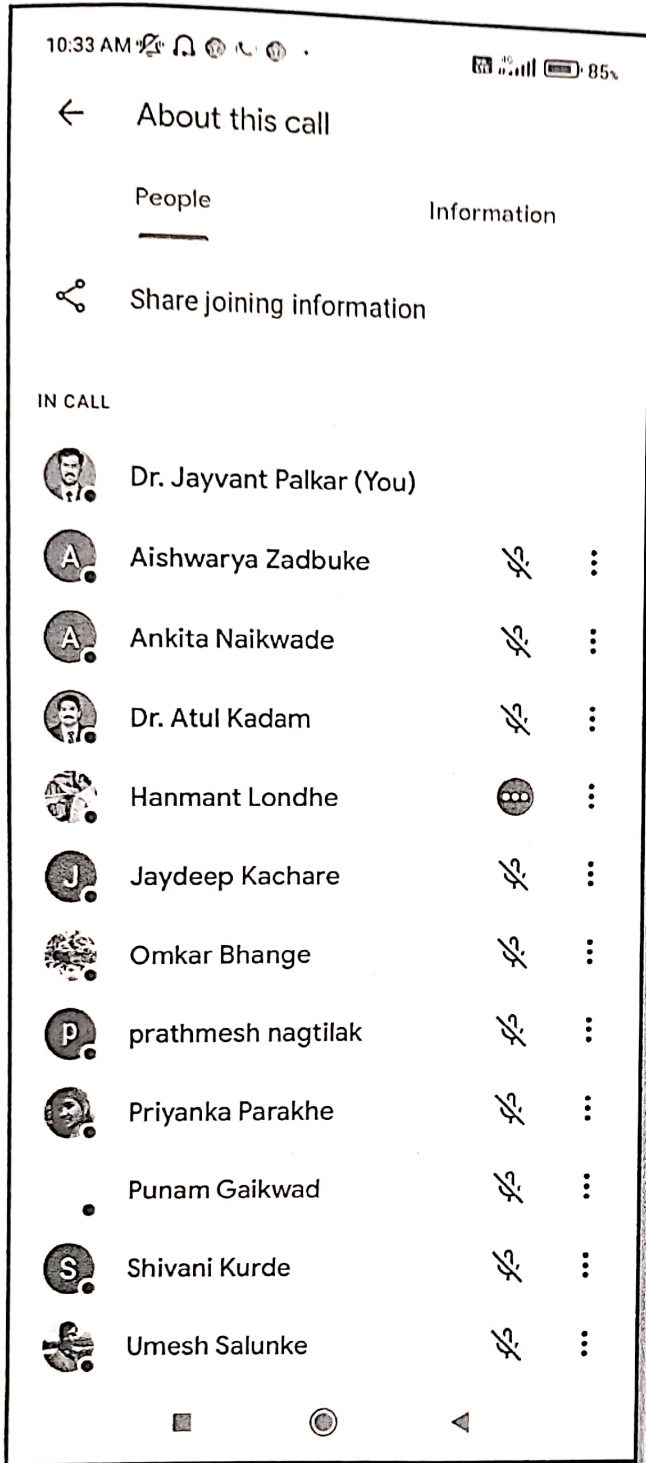 10:33 AM
4G 85%
About this call
People Information
Share joining information
IN CALL
Dr. Jayvant Palkar (You)
A Aishwarya Zadbuke
A Ankita Naikwade
Dr. Atul Kadam
Hanmant Londhe
J Jaydeep Kachare
Omkar Bhange
p prathmesh nagtilak
Priyanka Parakhe
Punam Gaikwad
S Shivani Kurde
Umesh Salunke